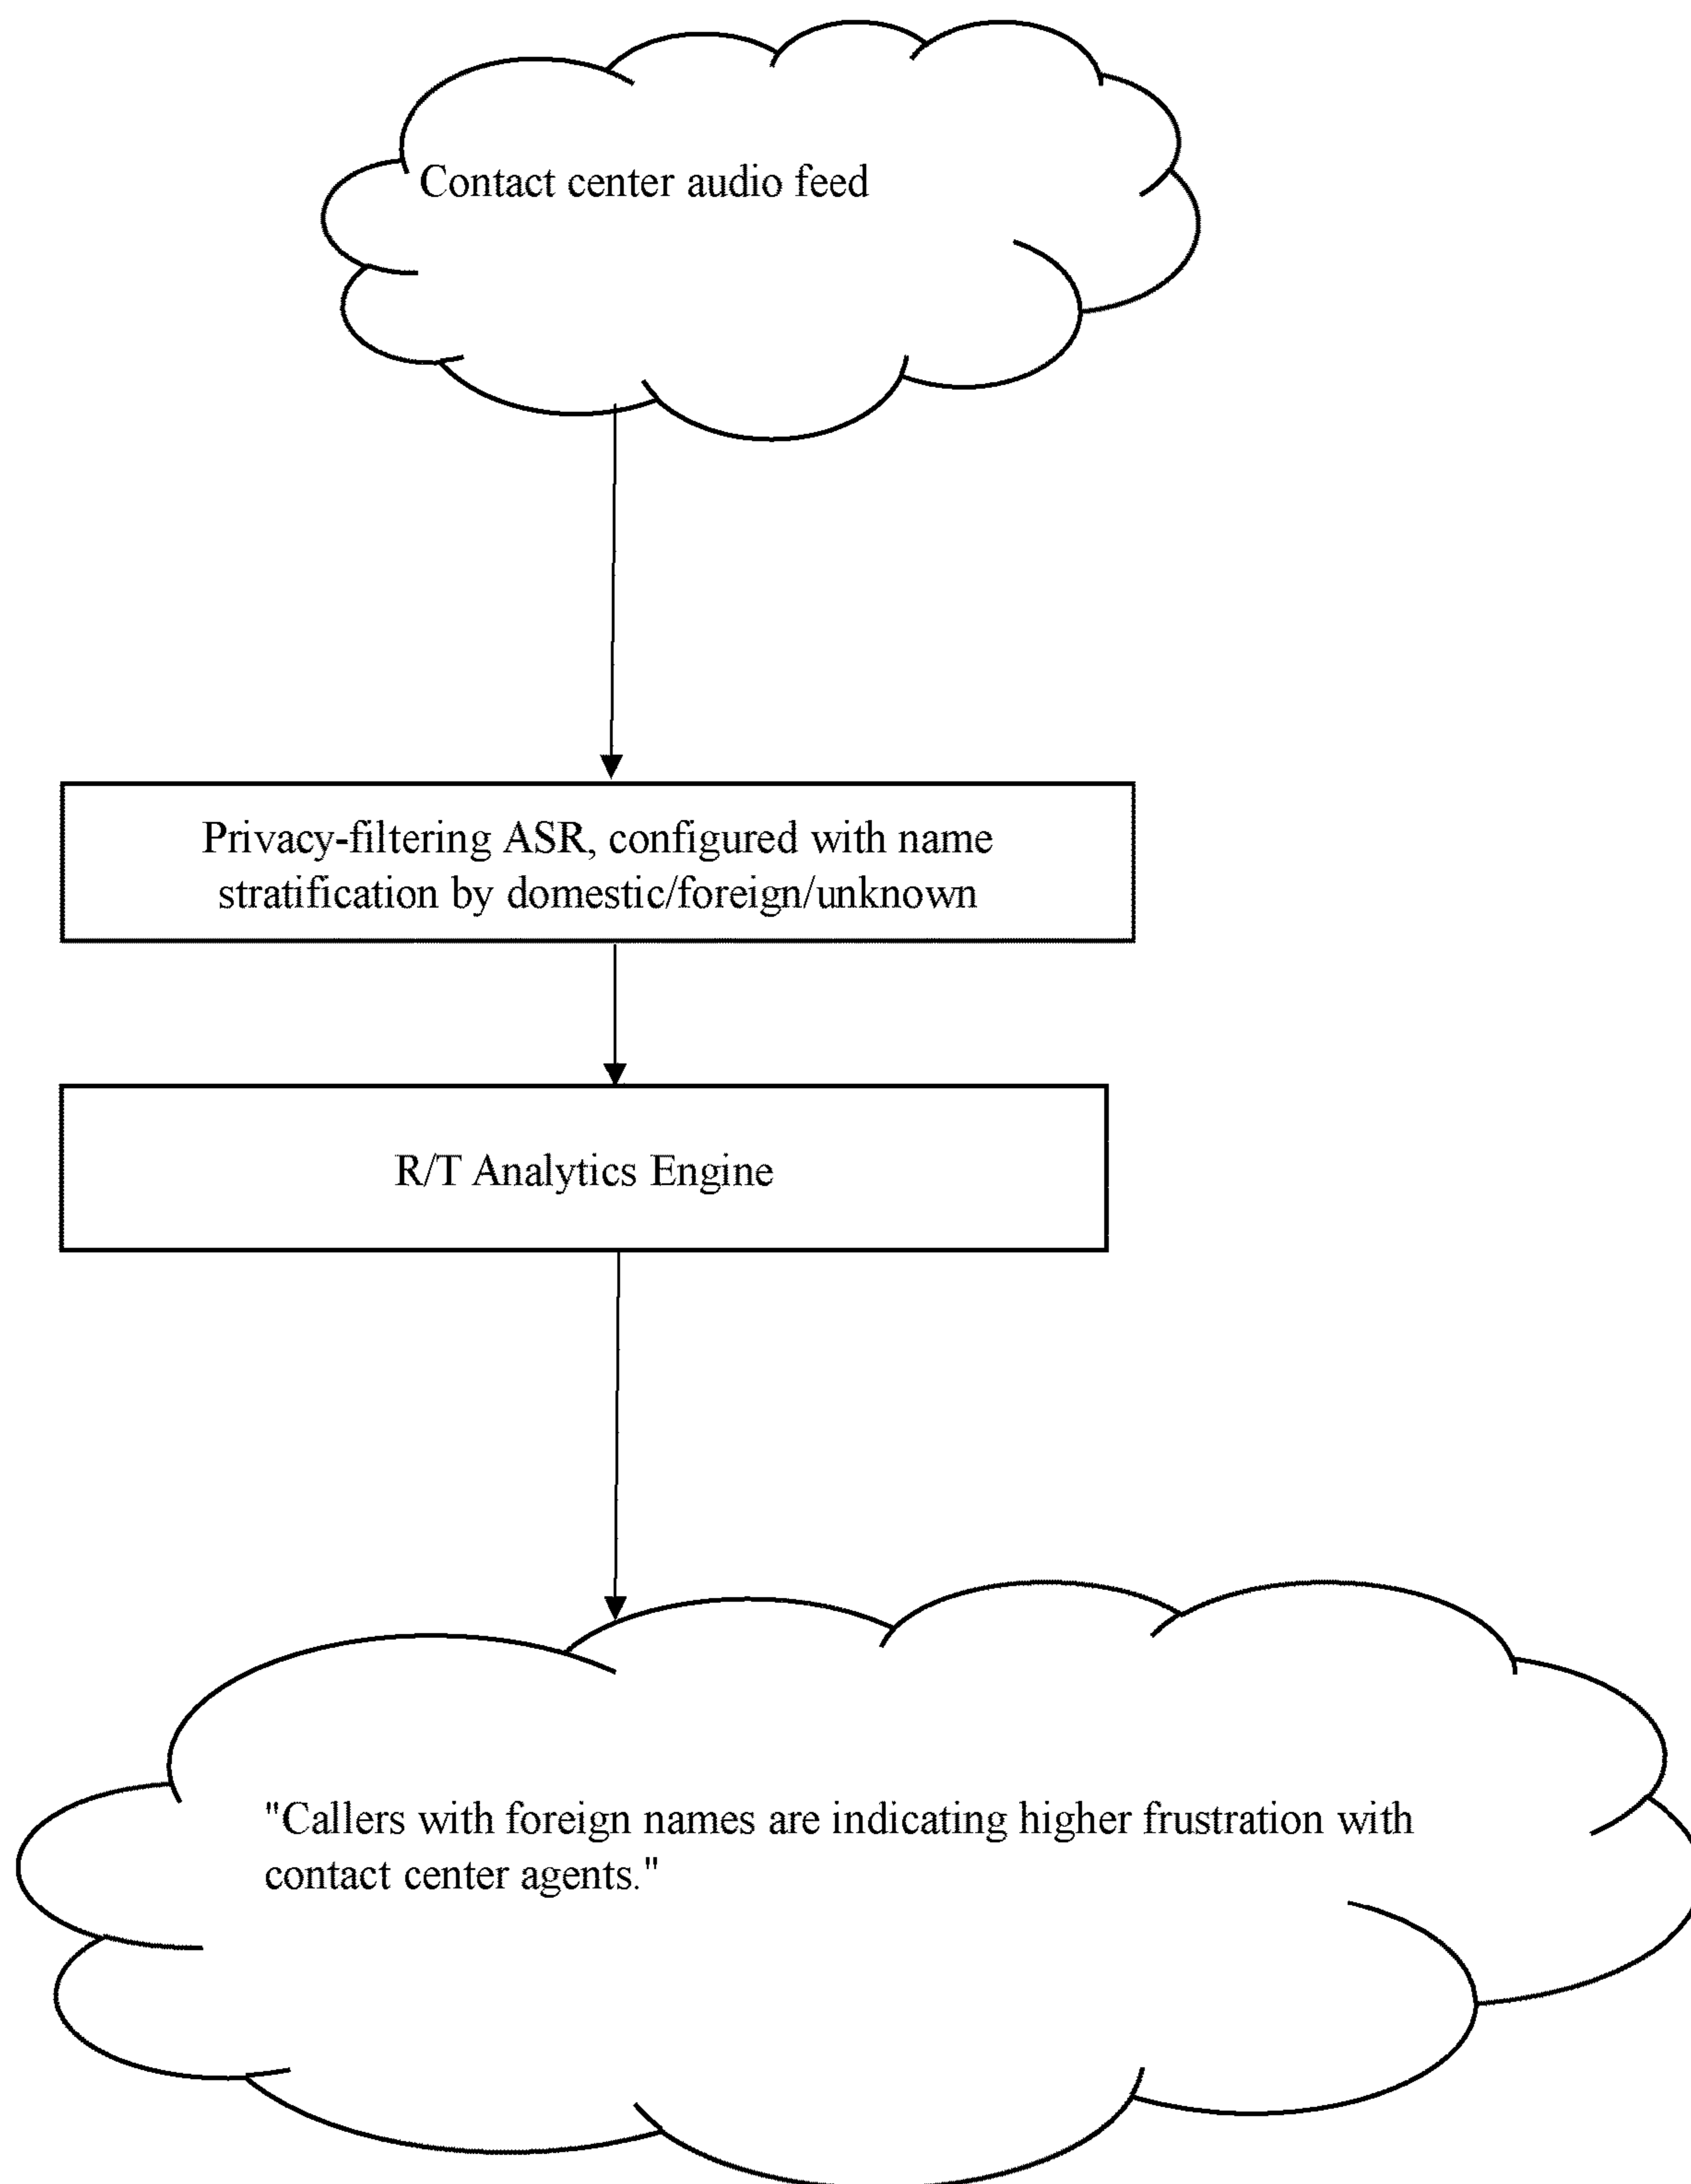 Contact center audio feed
Privacy-filtering ASR, configured with name
stratification by domestic/foreign/unknown
R/T Analytics Engine
"Callers with foreign names are indicating higher frustration with
contact center agents."